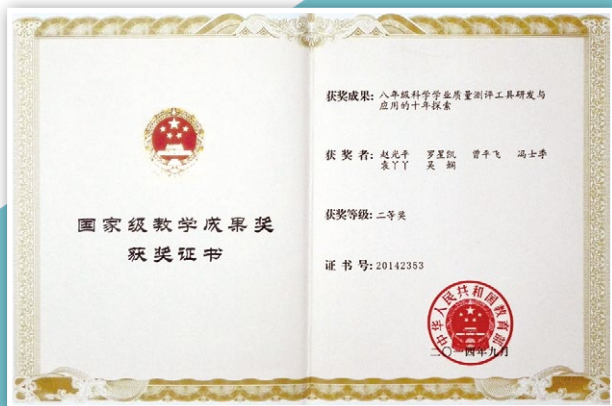 国家级教学成果奖
获奖证书
获奖成果: 八年级科学学业质量测评工具研发与
应用的十年探索
获 奖 者: 赵光平 罗星凯 曾平飞 冯士季
袁丫丫 吴娴
获奖等级: 二等奖
证 书 号: 20142353
中华人民共和国教育部
二〇一四年九月